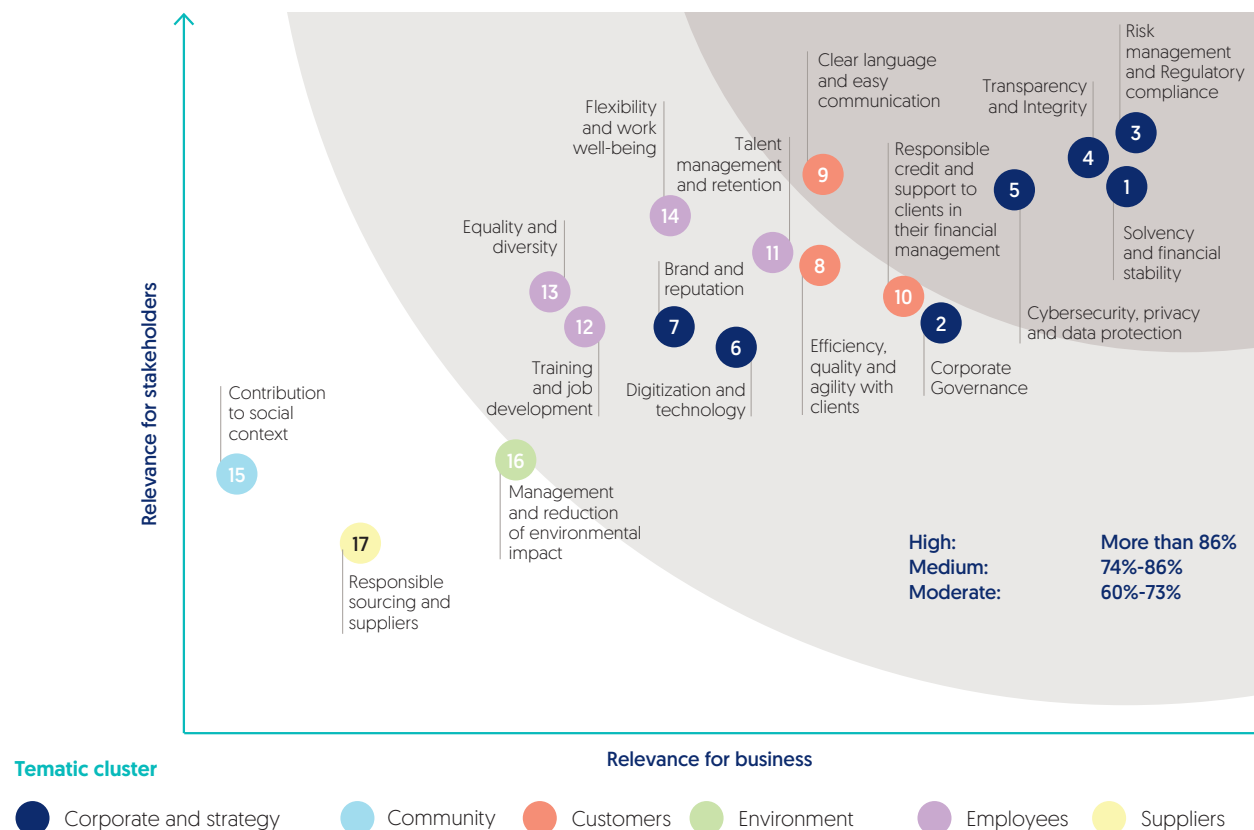 Relevance for stakeholders
Risk
management
and Regulatory
compliance
3
Transparency
and Integrity
4
1
Solvency
and financial
stability
5
Cybersecurity, privacy
and data protection
Clear language
and easy
communication
9
Responsible
credit and
support to
clients in
their financial
management
10
2
Corporate
Governance
Flexibility
and work
well-being
14
Talent
management
and retention
11
8
Efficiency,
quality and
agility with
clients
Equality and
diversity
13
12
Training
and job
development
Brand and
reputation
7
6
Digitization and
technology
Contribution
to social
context
15
16
Management
and reduction
of environmental
impact
17
Responsible
sourcing and
suppliers
High: More than 86%
Medium: 74%-86%
Moderate: 60%-73%
Relevance for business
Tematic cluster
Corporate and strategy
Community
Customers
Environment
Employees
Suppliers